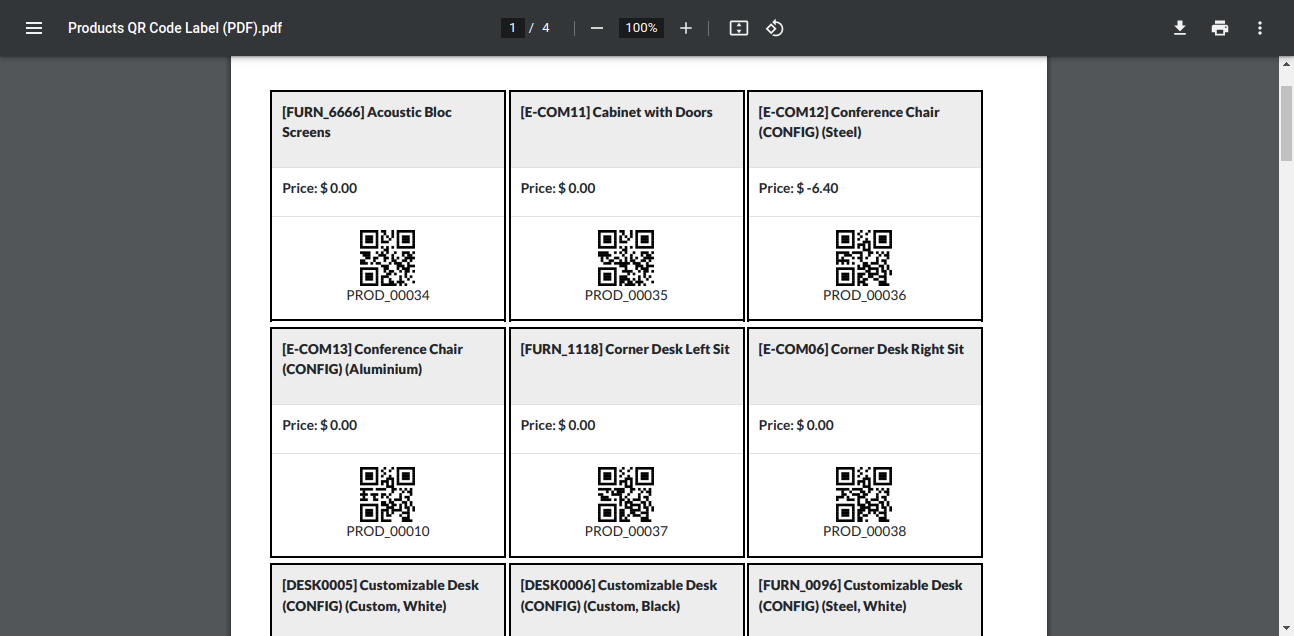 Products QR Code Label (PDF).pdf
1 / 4
100%
[FURN_6666] Acoustic Bloc
Screens
Price: $ 0.00
PROD_00034
[E-COM11] Cabinet with Doors
Price: $ 0.00
PROD_00035
[E-COM12] Conference Chair
(CONFIG) (Steel)
Price: $ -6.40
PROD_00036
[E-COM13] Conference Chair
(CONFIG) (Aluminium)
Price: $ 0.00
PROD_00010
[FURN_1118] Corner Desk Left Sit
Price: $ 0.00
PROD_00037
[E-COM06] Corner Desk Right Sit
Price: $ 0.00
PROD_00038
[DESK0005] Customizable Desk
(CONFIG) (Custom, White)
[DESK0006] Customizable Desk
(CONFIG) (Custom, Black)
[FURN_0096] Customizable Desk
(CONFIG) (Steel, White)